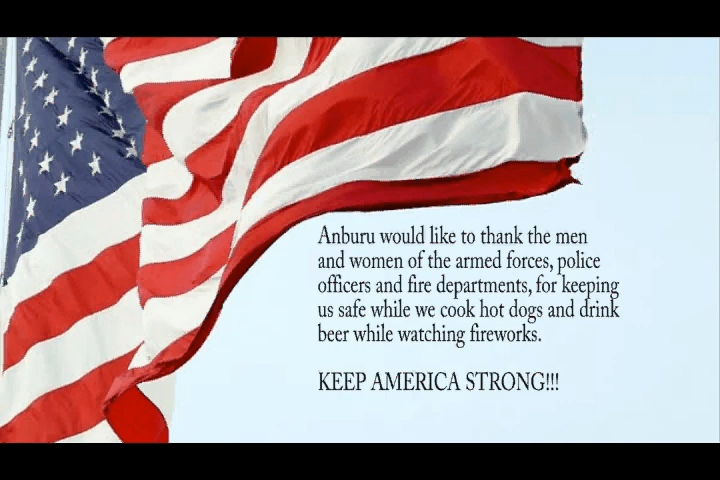 Anburu would like to thank the men
and women of the armed forces, police
officers and fire departments, for keeping
us safe while we cook hot dogs and drink
beer while watching fireworks.
KEEP AMERICA STRONG!!!